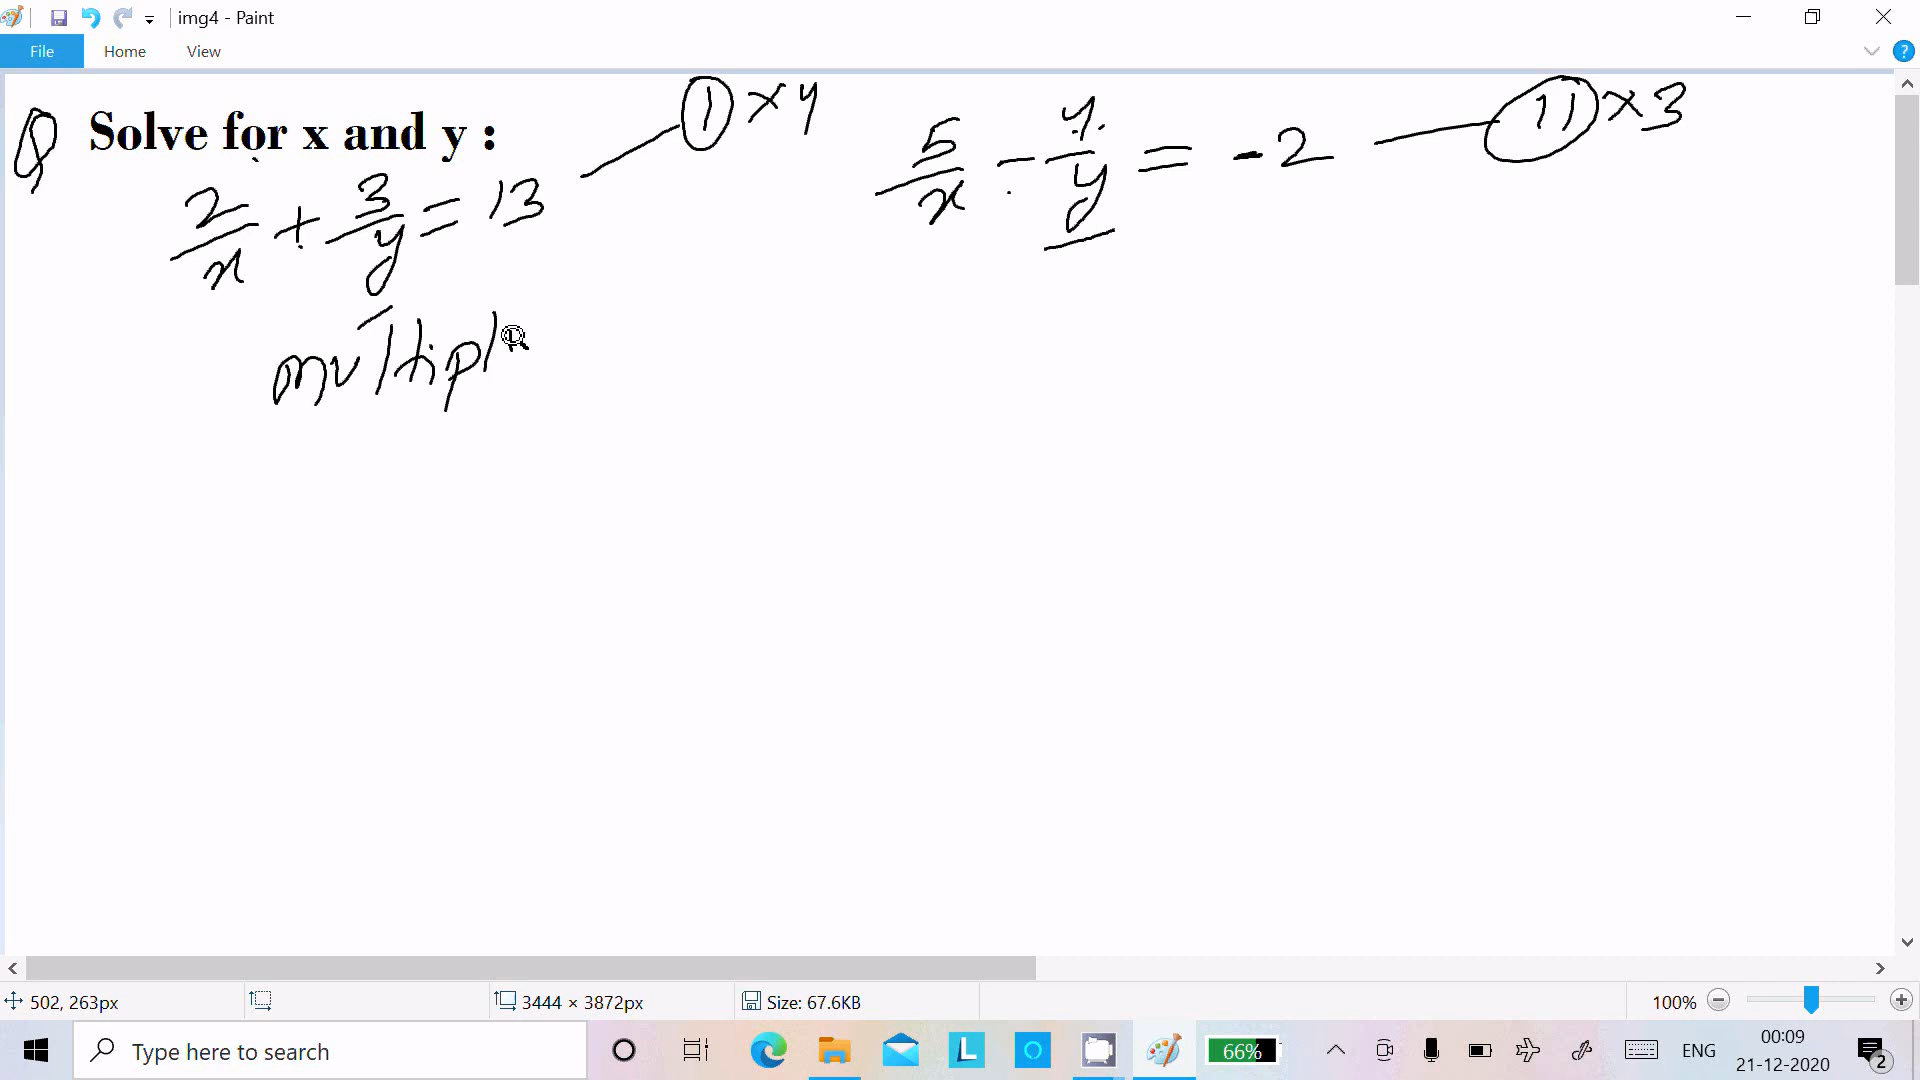 img4 - Paint
File Home View
Q Solve for x and y :
2/x + 3/y = 13 — (1) × 4
5/x - 4/y = -2 — (11) × 3
multipl
502, 263px 3444 × 3872px Size: 67.6KB 100%
Type here to search
L
66%
ENG
00:09
21-12-2020
2